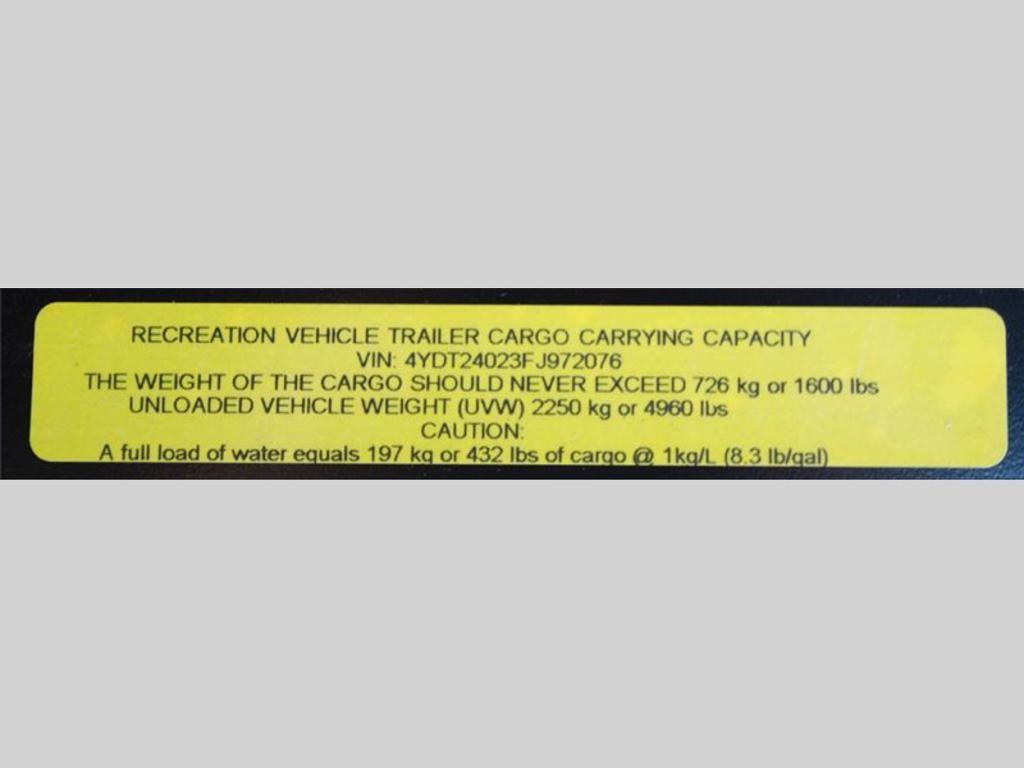 RECREATION VEHICLE TRAILER CARGO CARRYING CAPACITY
VIN: 4YDT24023FJ972076
THE WEIGHT OF THE CARGO SHOULD NEVER EXCEED 726 kg or 1600 lbs
UNLOADED VEHICLE WEIGHT (UVW) 2250 kg or 4960 lbs
CAUTION:
A full load of water equals 197 kg or 432 lbs of cargo @ 1kg/L (8.3 lb/gal)